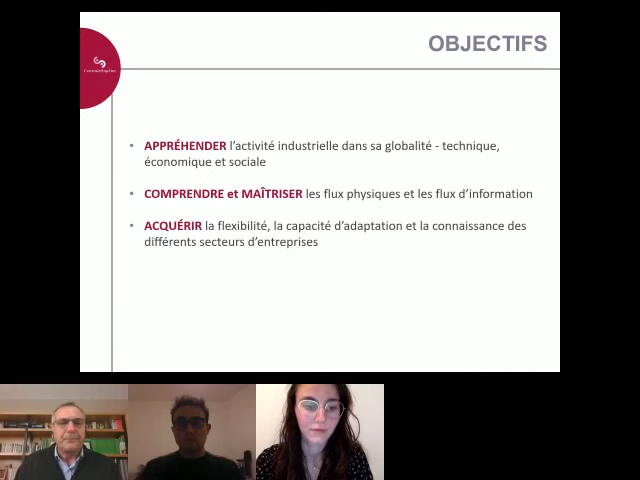 OBJECTIFS
CentraleSupélec
• APPRÉHENDER l'activité industrielle dans sa globalité - technique,
économique et sociale
• COMPRENDRE et MAÎTRISER les flux physiques et les flux d'information
• ACQUÉRIR la flexibilité, la capacité d'adaptation et la connaissance des
différents secteurs d'entreprises